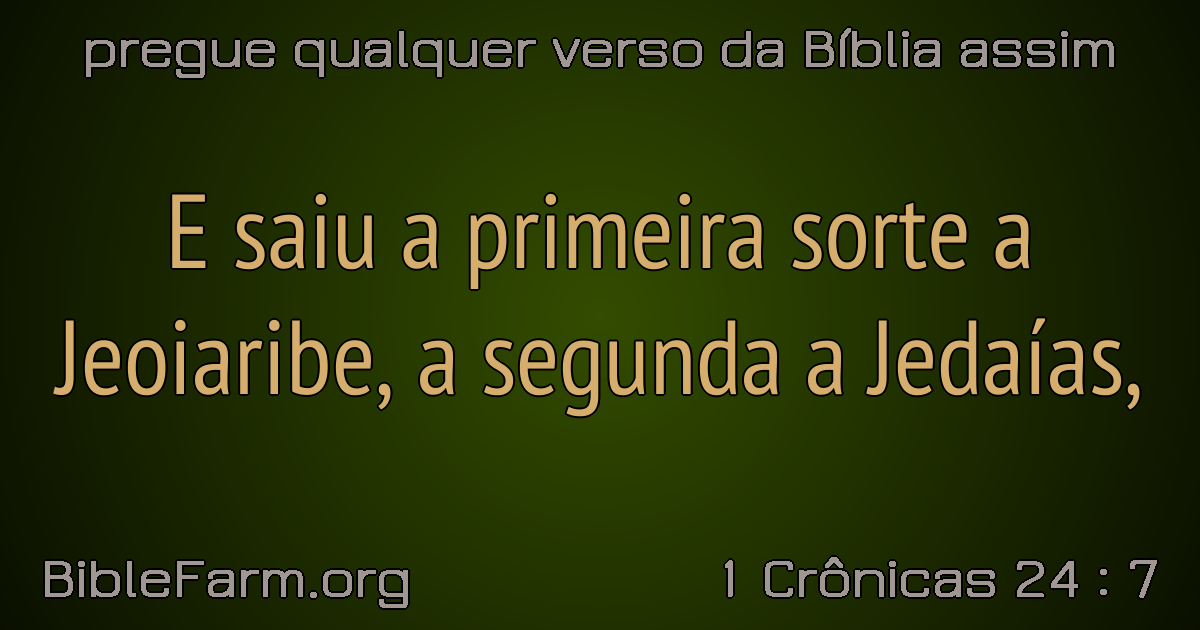 pregue qualquer verso da Bíblia assim
E saiu a primeira sorte a
Jeoiaribe, a segunda a Jedaías,
BibleFarm.org
1 Crônicas 24 : 7